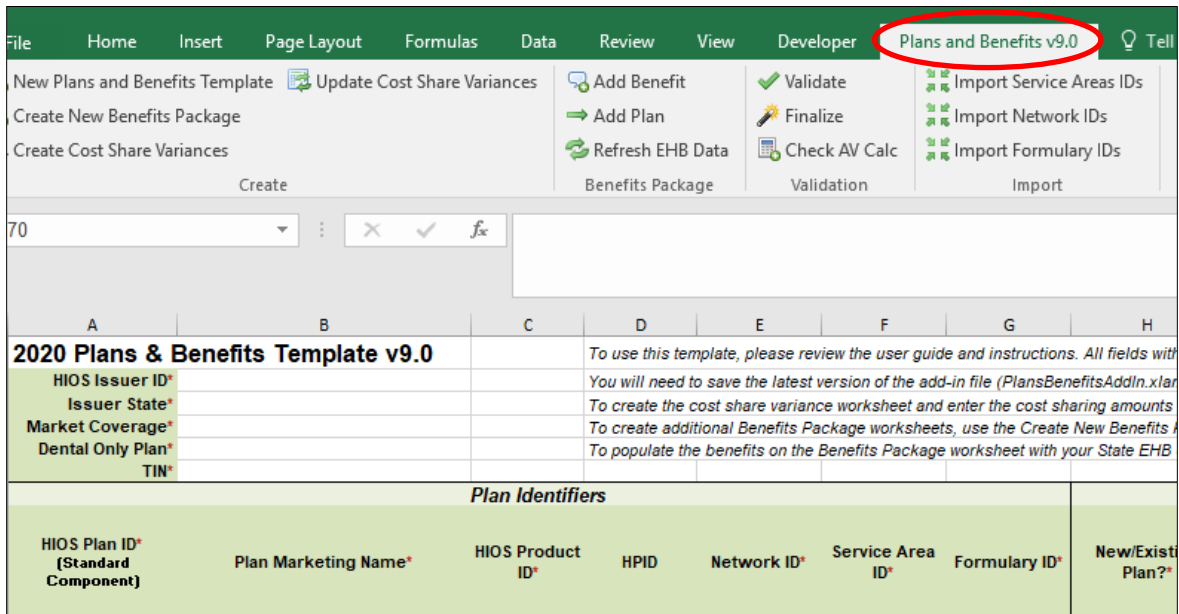 File Home Insert Page Layout Formulas Data Review View Developer Plans and Benefits v9.0 Tell
New Plans and Benefits Template Update Cost Share Variances Add Benefit Validate Import Service Areas IDs
Create New Benefits Package Add Plan Finalize Import Network IDs
Create Cost Share Variances Refresh EHB Data Check AV Calc Import Formulary IDs
Create Benefits Package Validation Import
70 fx
A B C D E F G H
2020 Plans & Benefits Template v9.0 To use this template, please review the user guide and instructions. All fields with
HIOS Issuer ID* You will need to save the latest version of the add-in file (PlansBenefitsAddIn.xlam
Issuer State* To create the cost share variance worksheet and enter the cost sharing amounts
Market Coverage* To create additional Benefits Package worksheets, use the Create New Benefits
Dental Only Plan* To populate the benefits on the Benefits Package worksheet with your State EHB
TIN*
Plan Identifiers
HIOS Plan ID*
(Standard
Component)
Plan Marketing Name*
HIOS Product
ID*
HPID
Network ID*
Service Area
ID*
Formulary ID*
New/Existi
Plan?*